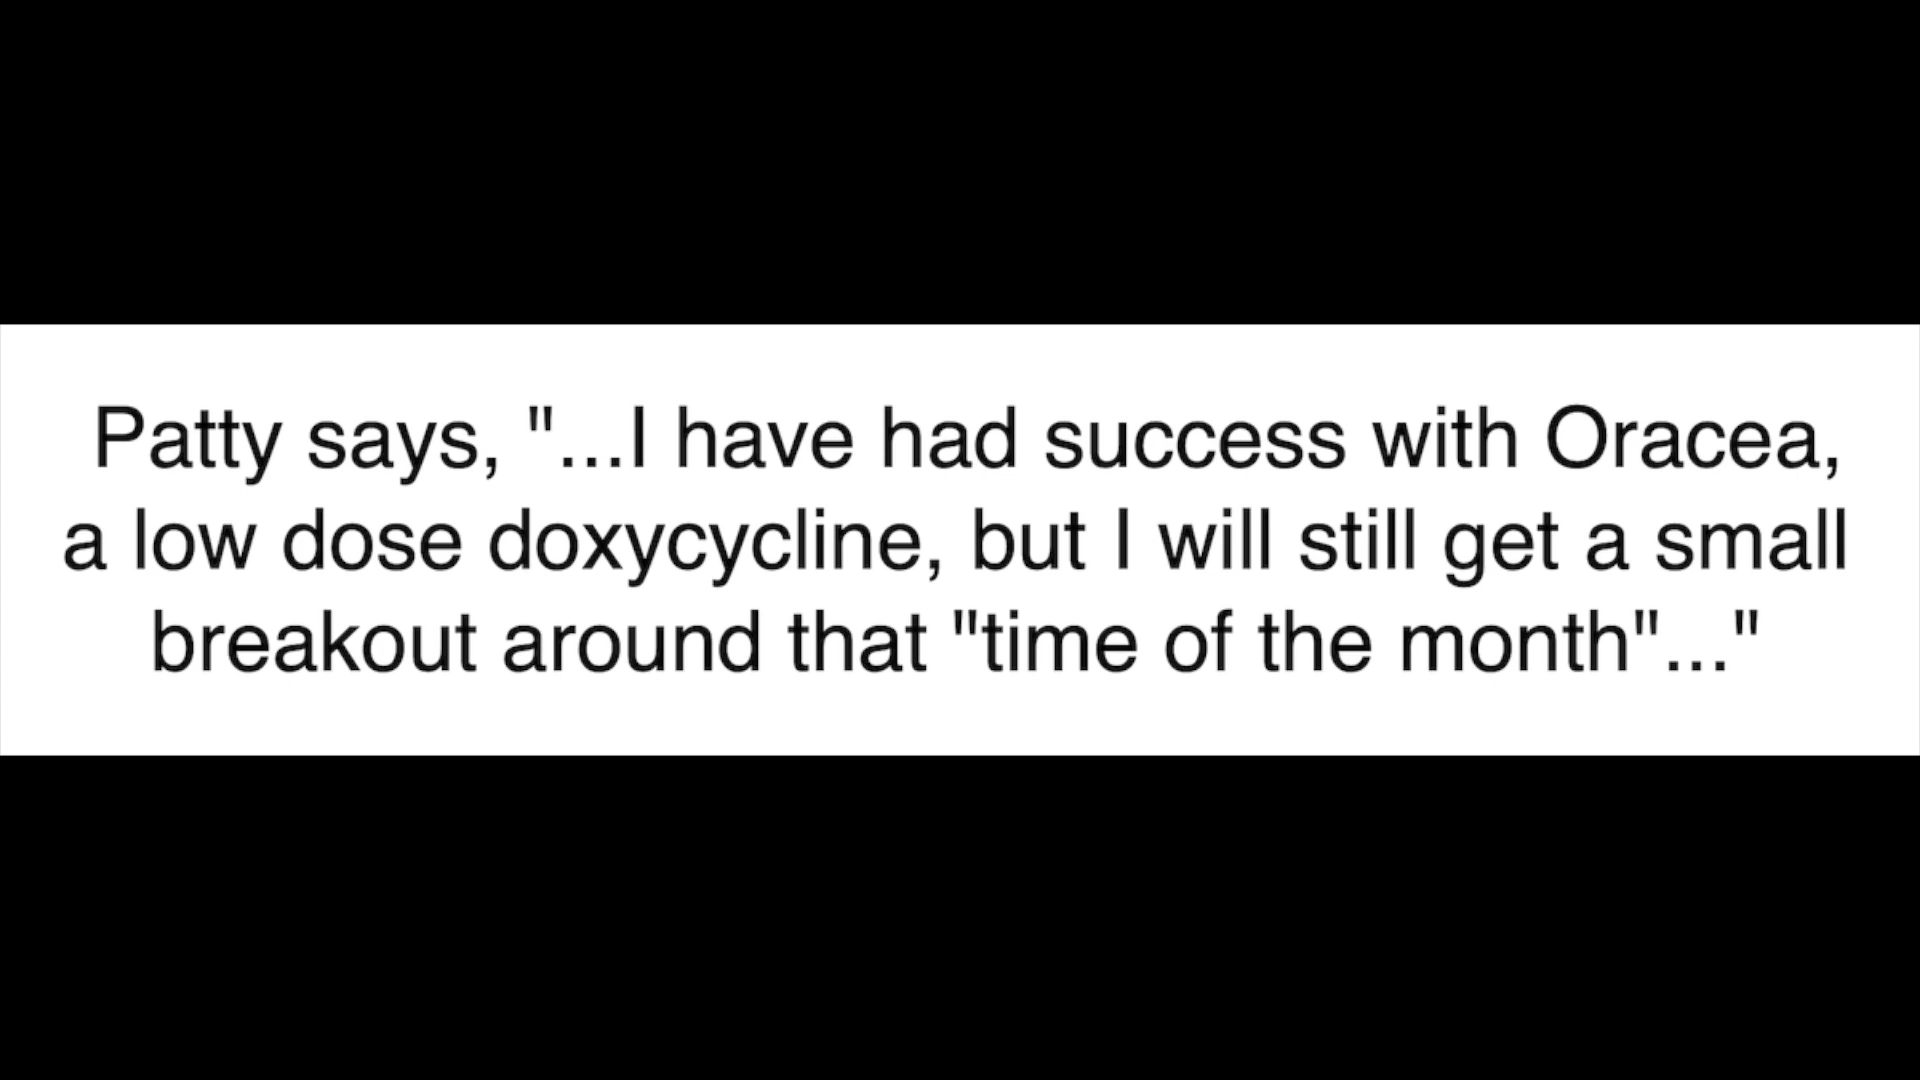 Patty says, "...I have had success with Oracea,
a low dose doxycycline, but I will still get a small
breakout around that "time of the month"..."